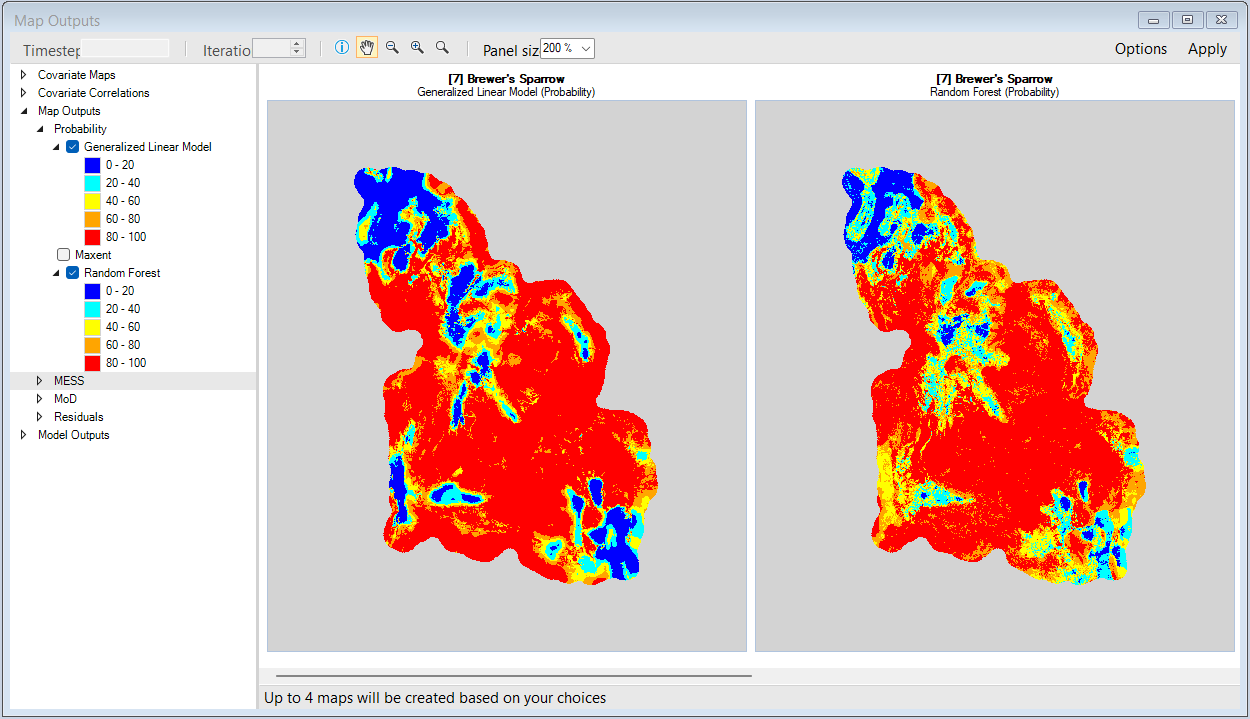 Map Outputs
Timestep Iteratio Panel siz 200 % Options Apply
Covariate Maps
Covariate Correlations
Map Outputs
Probability
Generalized Linear Model
0 - 20
20 - 40
40 - 60
60 - 80
80 - 100
Maxent
Random Forest
0 - 20
20 - 40
40 - 60
60 - 80
80 - 100
MESS
MoD
Residuals
Model Outputs
[7] Brewer's Sparrow
Generalized Linear Model (Probability)
[7] Brewer's Sparrow
Random Forest (Probability)
Up to 4 maps will be created based on your choices